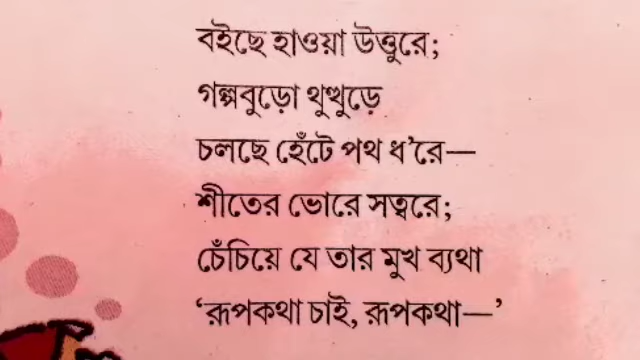 বইছে হাওয়া উত্তুরে;
গল্পবুড়ো থুত্থুড়ে
চলছে হেঁটে পথ ধ’রে—
শীতের ভোরে সত্বরে;
চেঁচিয়ে যে তার মুখ ব্যথা
‘রূপকথা চাই, রূপকথা—’